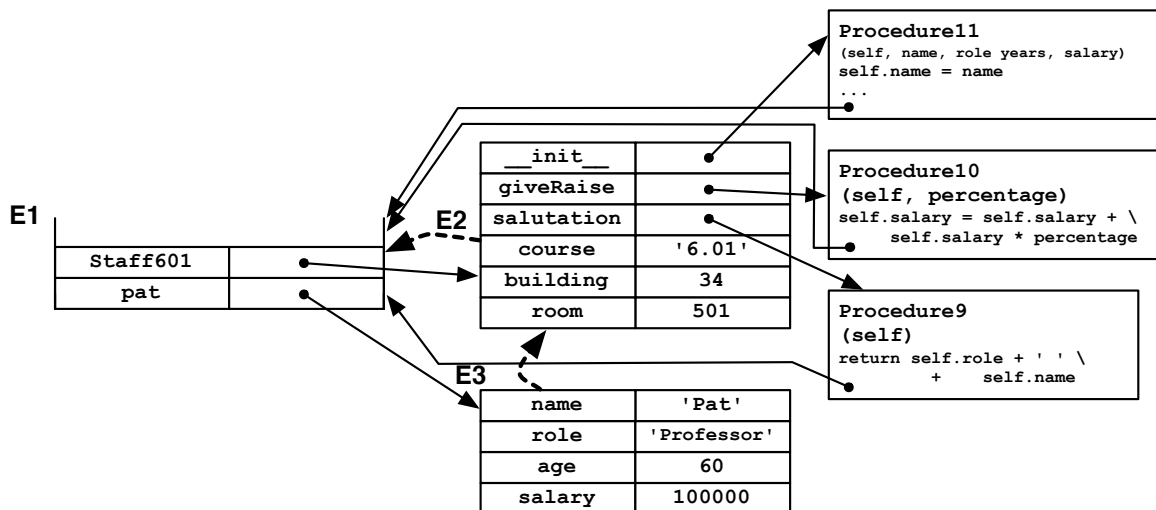 Procedure11
(self, name, role years, salary)
self.name = name
...
__init__
giveRaise
salutation
course '6.01'
building 34
room 501
Procedure10
(self, percentage)
self.salary = self.salary + \
self.salary * percentage
E1
E2
Staff601
pat
Procedure9
(self)
return self.role + ' ' \
+ self.name
E3
name 'Pat'
role 'Professor'
age 60
salary 100000